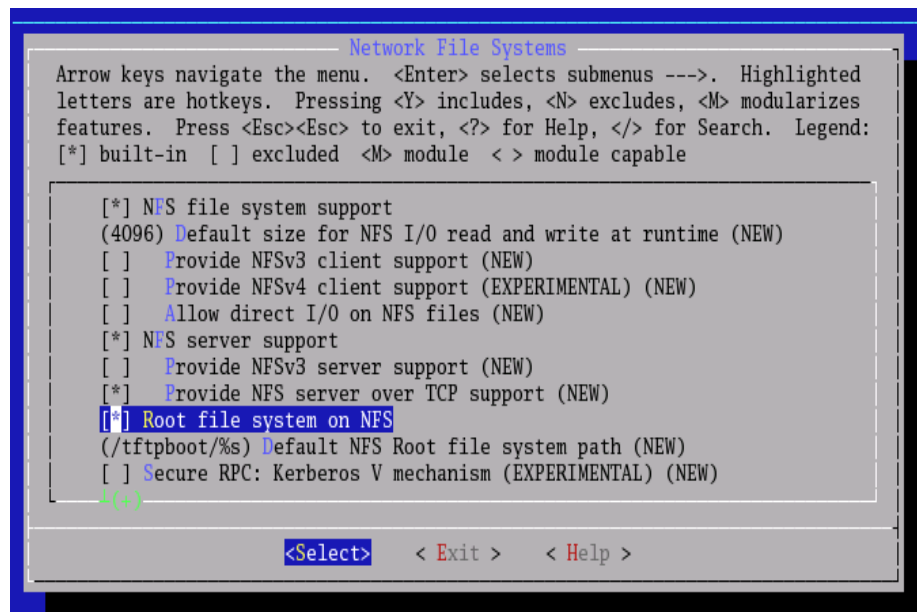 Network File Systems
Arrow keys navigate the menu.  <Enter> selects submenus --->.  Highlighted
letters are hotkeys.  Pressing <Y> includes, <N> excludes, <M> modularizes
features.  Press <Esc><Esc> to exit, <?> for Help, </> for Search.  Legend:
[*] built-in  [ ] excluded  <M> module  < > module capable
[*] NFS file system support
(4096) Default size for NFS I/O read and write at runtime (NEW)
[ ]   Provide NFSv3 client support (NEW)
[ ]   Provide NFSv4 client support (EXPERIMENTAL) (NEW)
[ ]   Allow direct I/O on NFS files (NEW)
[*] NFS server support
[ ]   Provide NFSv3 server support (NEW)
[*]   Provide NFS server over TCP support (NEW)
[*] Root file system on NFS
(/tftpboot/%s) Default NFS Root file system path (NEW)
[ ] Secure RPC: Kerberos V mechanism (EXPERIMENTAL) (NEW)
┴(+)
<Select>    < Exit >    < Help >